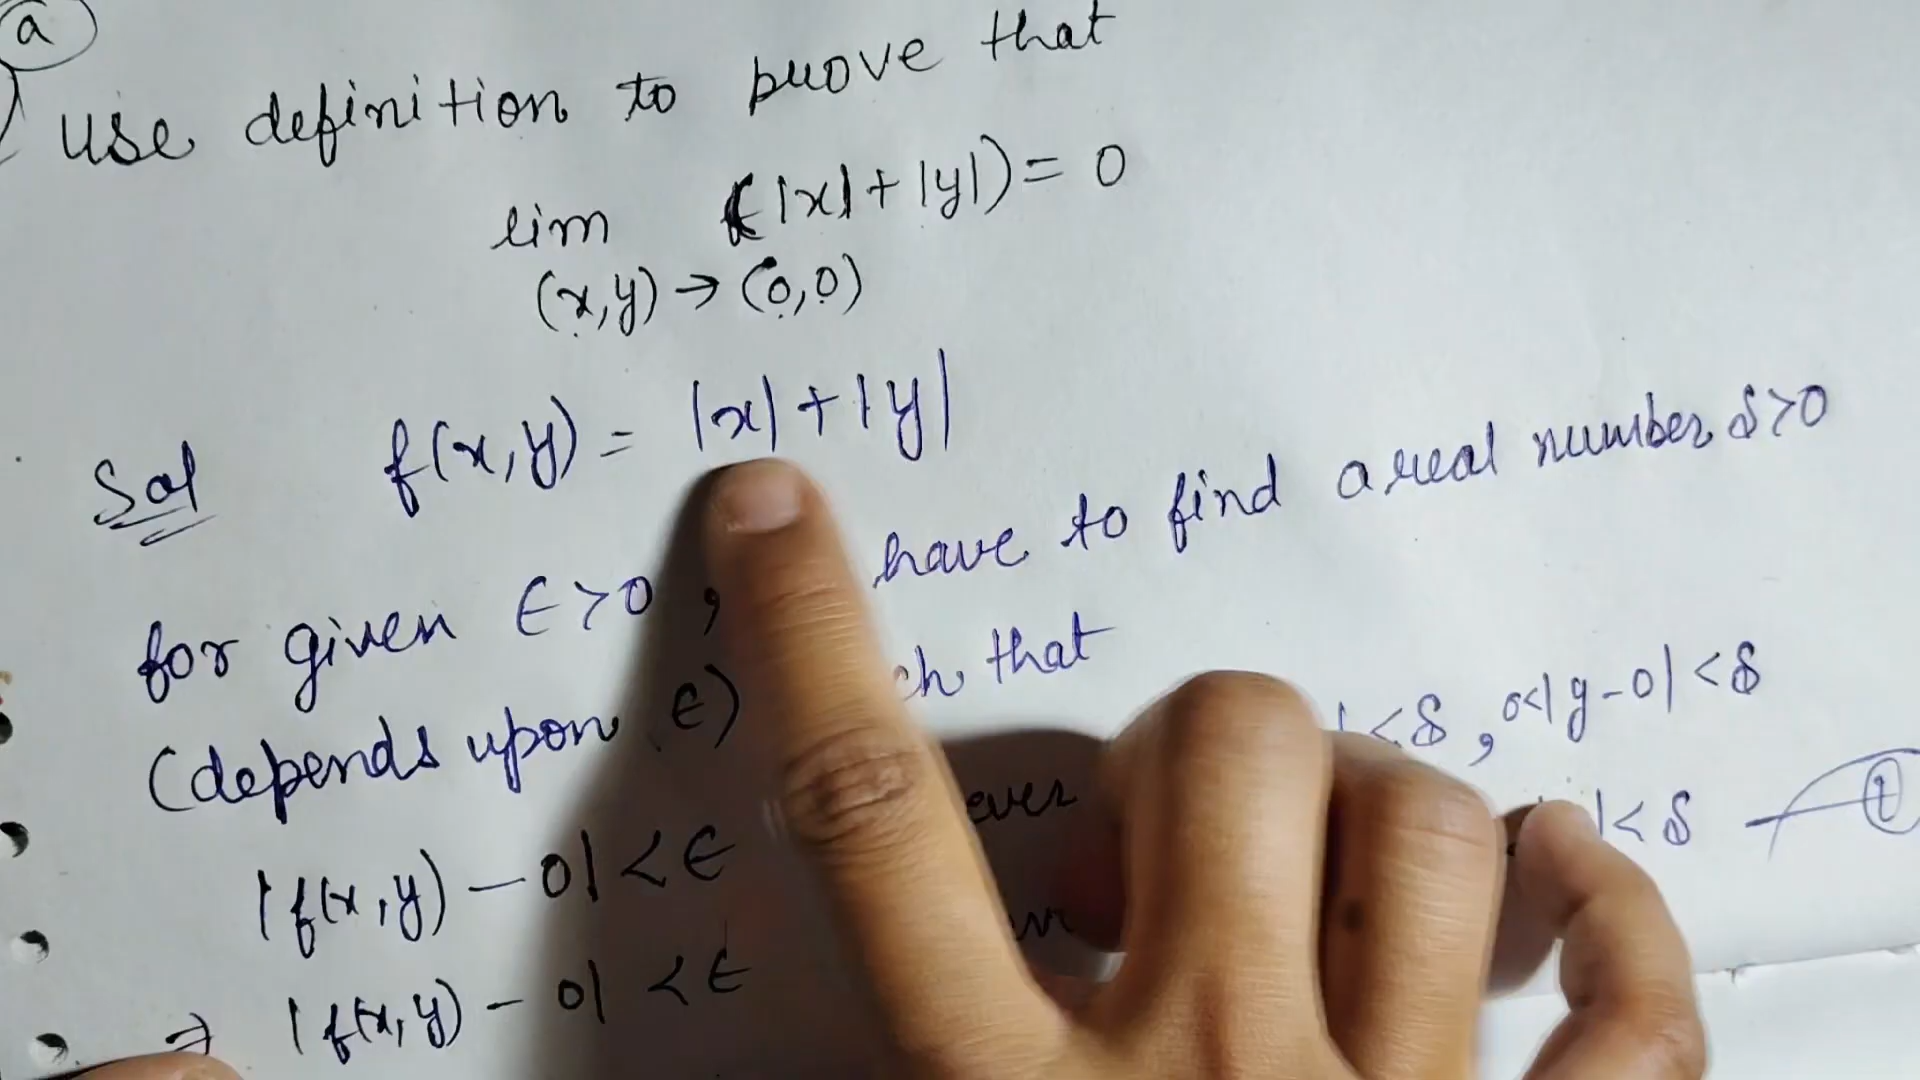 a
Use definition to prove that
lim (|x|+|y|) = 0
(x,y) → (0,0)
Sol f(x,y) = |x| + |y|
for given ϵ>0, have to find a real number δ>0
(depends upon ϵ) that
|<δ, 0<|y-0|<δ
|f(x,y) - 0| < ϵ |<δ — 1
⇒ |f(x,y) - 0| < ϵ